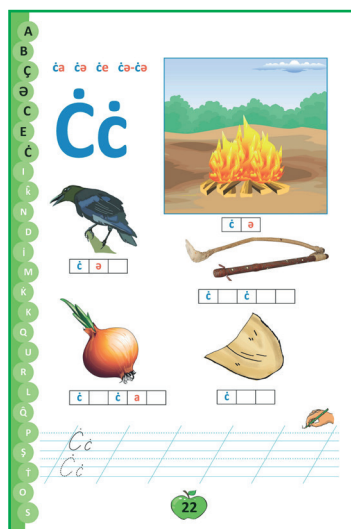 A
B
Ç
Ə
C
E
Ċ
I
K̇
N
D
İ
M
Ḱ
K
Q
U
R
L
Q̄
P
Ş
Ṫ
O
S
ċa ċə ċe ċə-ċə
Ċċ
ċ ə
ċ ə
ċ ċ
ċ ċ a
ċ
Ċċ
Ċċ
22